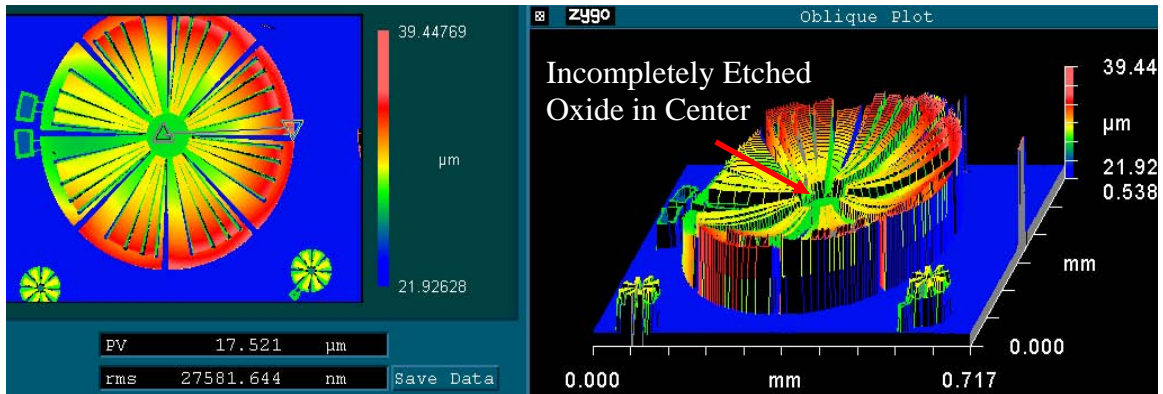 39.44769
µm
21.92628
PV 17.521 µm
rms 27581.644 nm Save Data
zygo Oblique Plot
Incompletely Etched
Oxide in Center
39.44
µm
21.92
0.538
mm
0.000
0.000 mm 0.717